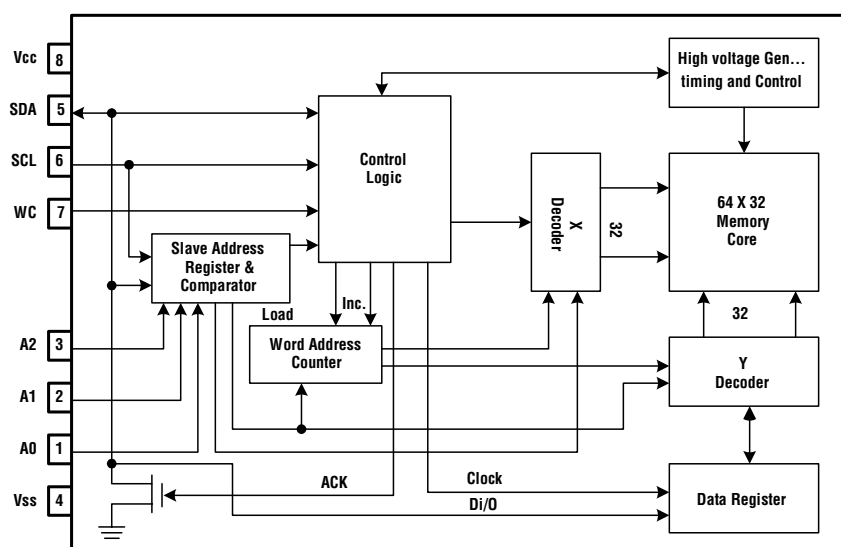 Vcc 8
SDA 5
SCL 6
WC 7
A2 3
A1 2
A0 1
Vss 4
High voltage Gen…
timing and Control
Control
Logic
X
Decoder
32
64 X 32
Memory
Core
Slave Address
Register &
Comparator
Load
Inc.
Word Address
Counter
32
Y
Decoder
ACK
Clock
Di/O
Data Register